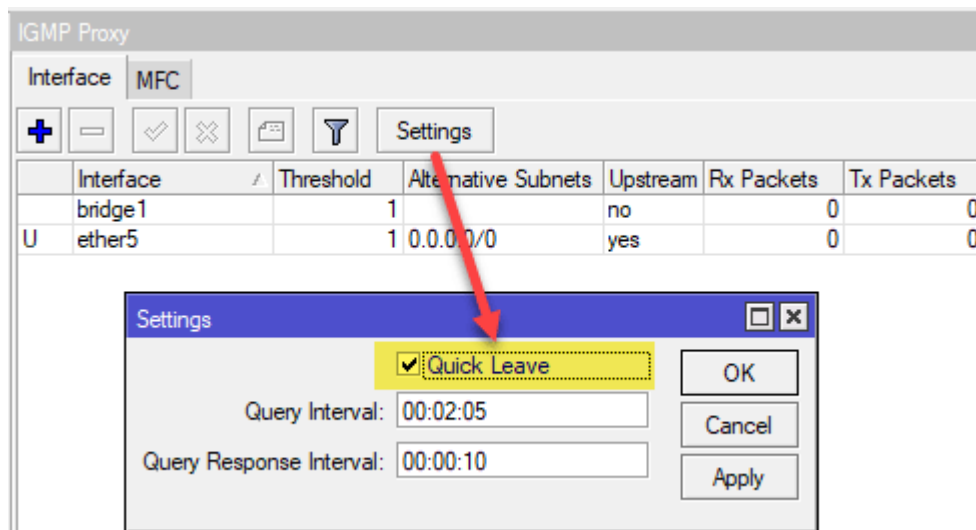 IGMP Proxy
Interface MFC
Settings
Interface Threshold Alternative Subnets Upstream Rx Packets Tx Packets
bridge1 1 no 0 0
U ether5 1 0.0.0.0/0 yes 0 0
Settings
Quick Leave
OK
Query Interval: 00:02:05
Cancel
Query Response Interval: 00:00:10
Apply